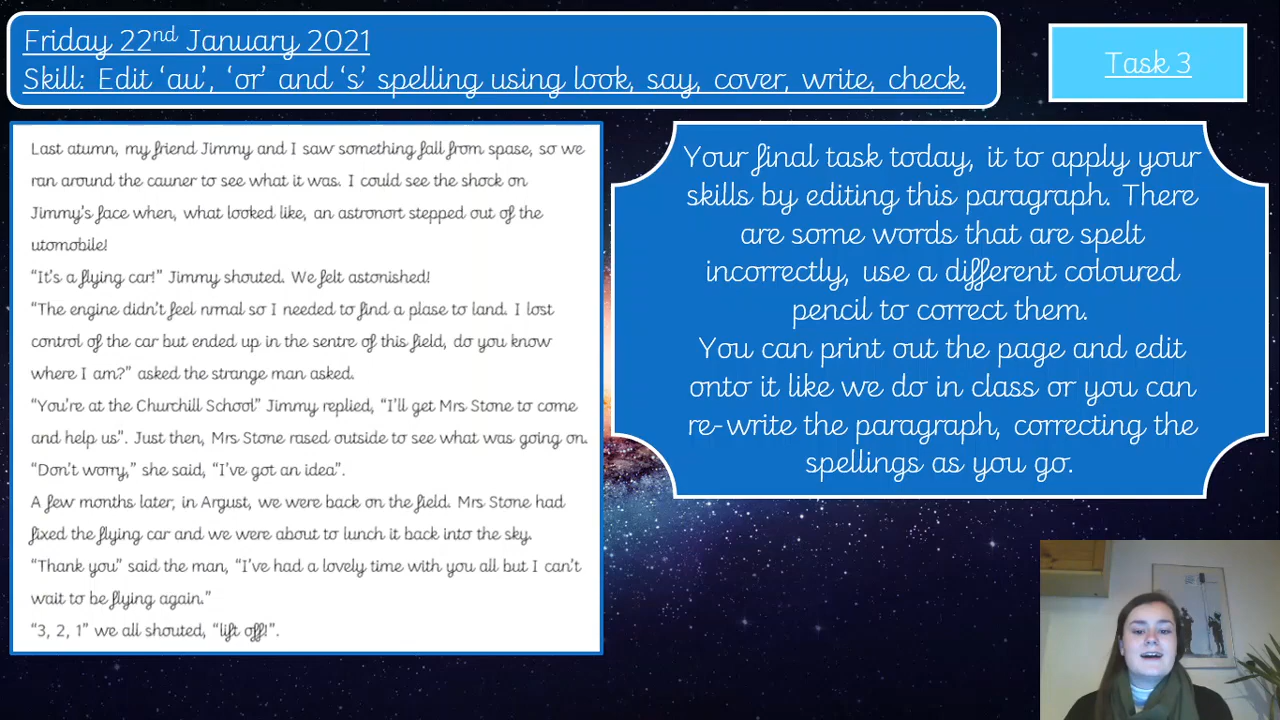 Friday 22nd January 2021
Skill: Edit 'au', 'or' and 's' spelling using look, say, cover, write, check.
Task 3
Last atumn, my friend Jimmy and I saw something fall from spase, so we
ran around the cauner to see what it was. I could see the shock on
Jimmy's face when, what looked like, an astronort stepped out of the
utomobile!
"It's a flying car!" Jimmy shouted. We felt astonished!
"The engine didn't feel nrmal so I needed to find a plase to land. I lost
control of the car but ended up in the sentre of this field, do you know
where I am?" asked the strange man asked.
"You're at the Churchill School" Jimmy replied, "I'll get Mrs Stone to come
and help us". Just then, Mrs Stone rased outside to see what was going on.
"Don't worry," she said, "I've got an idea".
A few months later, in Argust, we were back on the field. Mrs Stone had
fixed the flying car and we were about to lunch it back into the sky.
"Thank you" said the man, "I've had a lovely time with you all but I can't
wait to be flying again."
"3, 2, 1" we all shouted, "lift off!".
Your final task today, it to apply your
skills by editing this paragraph. There
are some words that are spelt
incorrectly, use a different coloured
pencil to correct them.
You can print out the page and edit
onto it like we do in class or you can
re-write the paragraph, correcting the
spellings as you go.